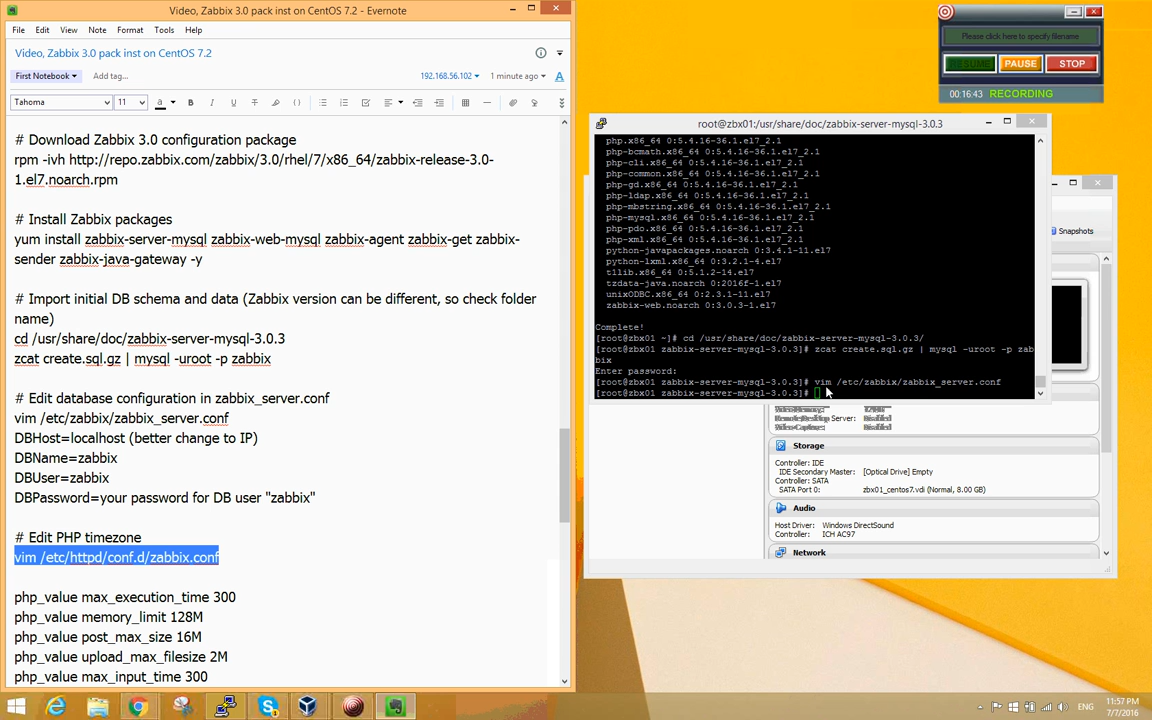 Video, Zabbix 3.0 pack inst on CentOS 7.2 - Evernote
File Edit View Note Format Tools Help
Video, Zabbix 3.0 pack inst on CentOS 7.2
First Notebook Add tag...
192.168.56.102 1 minute ago
Tahoma 11
# Download Zabbix 3.0 configuration package
rpm -ivh http://repo.zabbix.com/zabbix/3.0/rhel/7/x86_64/zabbix-release-3.0-
1.el7.noarch.rpm
# Install Zabbix packages
yum install zabbix-server-mysql zabbix-web-mysql zabbix-agent zabbix-get zabbix-
sender zabbix-java-gateway -y
# Import initial DB schema and data (Zabbix version can be different, so check folder
name)
cd /usr/share/doc/zabbix-server-mysql-3.0.3
zcat create.sql.gz | mysql -uroot -p zabbix
# Edit database configuration in zabbix_server.conf
vim /etc/zabbix/zabbix_server.conf
DBHost=localhost (better change to IP)
DBName=zabbix
DBUser=zabbix
DBPassword=your password for DB user "zabbix"
# Edit PHP timezone
vim /etc/httpd/conf.d/zabbix.conf
php_value max_execution_time 300
php_value memory_limit 128M
php_value post_max_size 16M
php_value upload_max_filesize 2M
php_value max_input_time 300
Please click here to specify filename
RESUME PAUSE STOP
00:16:43 RECORDING
root@zbx01:/usr/share/doc/zabbix-server-mysql-3.0.3
php.x86_64 0:5.4.16-36.1.el7_2.1
php-bcmath.x86_64 0:5.4.16-36.1.el7_2.1
php-cli.x86_64 0:5.4.16-36.1.el7_2.1
php-common.x86_64 0:5.4.16-36.1.el7_2.1
php-gd.x86_64 0:5.4.16-36.1.el7_2.1
php-ldap.x86_64 0:5.4.16-36.1.el7_2.1
php-mbstring.x86_64 0:5.4.16-36.1.el7_2.1
php-mysql.x86_64 0:5.4.16-36.1.el7_2.1
php-pdo.x86_64 0:5.4.16-36.1.el7_2.1
php-xml.x86_64 0:5.4.16-36.1.el7_2.1
python-javapackages.noarch 0:3.4.1-11.el7
python-lxml.x86_64 0:3.2.1-4.el7
t1lib.x86_64 0:5.1.2-14.el7
tzdata-java.noarch 0:2016f-1.el7
unixODBC.x86_64 0:2.3.1-11.el7
zabbix-web.noarch 0:3.0.3-1.el7
Complete!
[root@zbx01 ~]# cd /usr/share/doc/zabbix-server-mysql-3.0.3/
[root@zbx01 zabbix-server-mysql-3.0.3]# zcat create.sql.gz | mysql -uroot -p zab
bix
Enter password:
[root@zbx01 zabbix-server-mysql-3.0.3]# vim /etc/zabbix/zabbix_server.conf
[root@zbx01 zabbix-server-mysql-3.0.3]#
Snapshots
Remote Desktop Server: Disabled
Video Capture: Disabled
Storage
Controller: IDE
IDE Secondary Master: [Optical Drive] Empty
Controller: SATA
SATA Port 0: zbx01_centos7.vdi (Normal, 8.00 GB)
Audio
Host Driver: Windows DirectSound
Controller: ICH AC97
Network
ENG
11:57 PM
7/7/2016